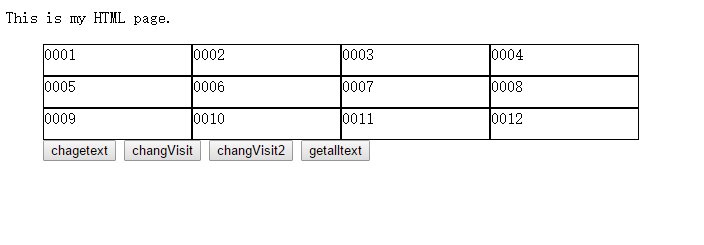 This is my HTML page.
0001 0002 0003 0004
0005 0006 0007 0008
0009 0010 0011 0012
chagetext changVisit changVisit2 getalltext